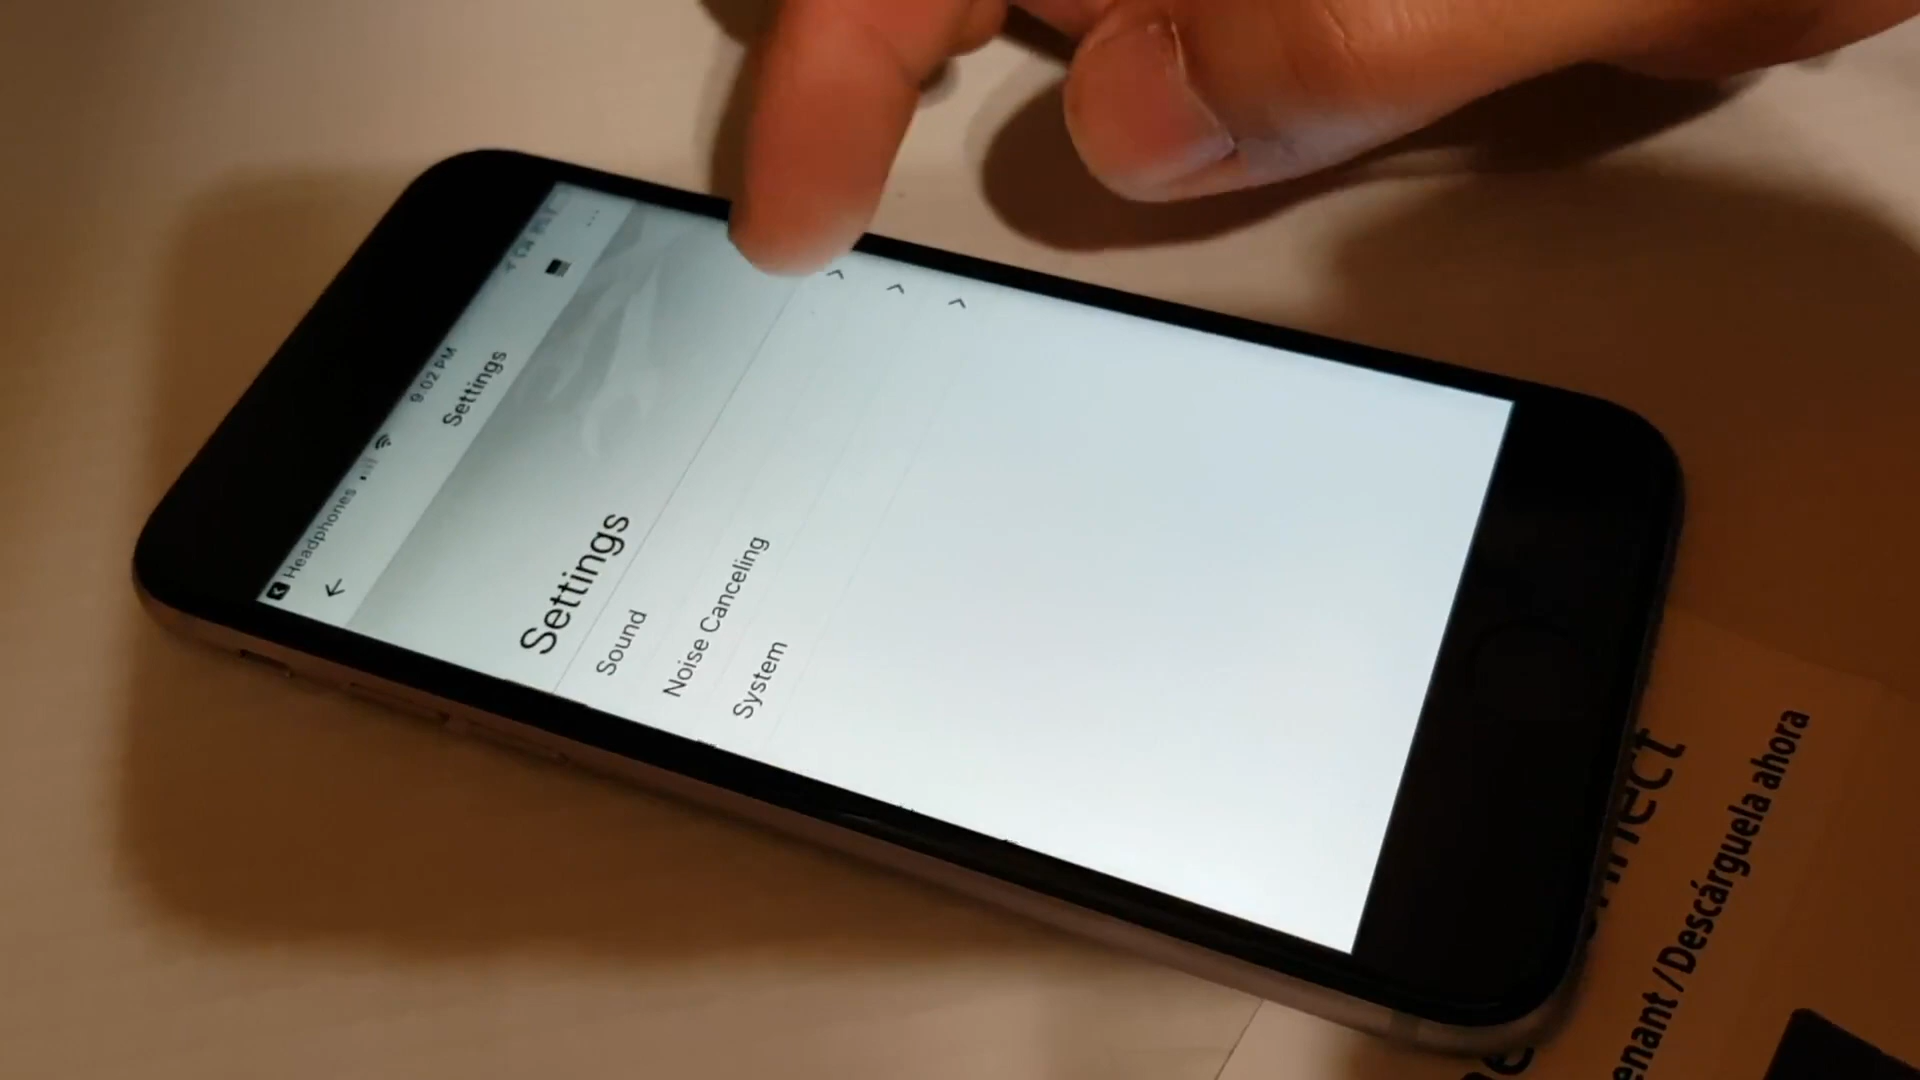 Headphones
9:02 PM
Settings
Settings
Sound
Noise Canceling
System
Descárguela ahora